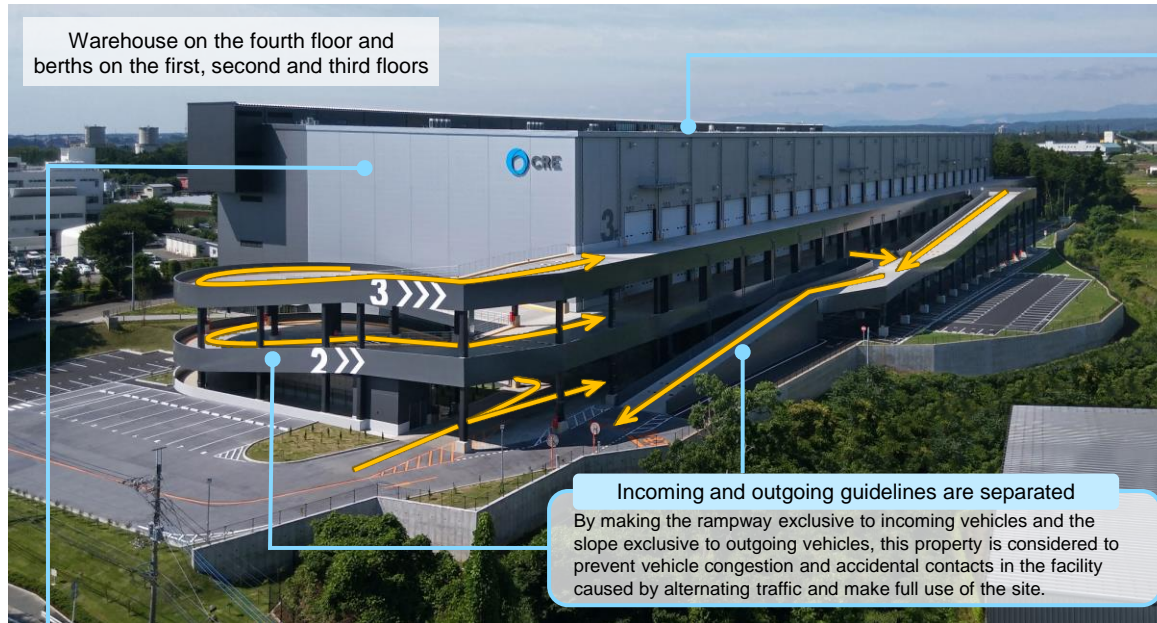 Warehouse on the fourth floor and
berths on the first, second and third floors
CRE
3
3 >>>
2 >>
Incoming and outgoing guidelines are separated
By making the rampway exclusive to incoming vehicles and the
slope exclusive to outgoing vehicles, this property is considered to
prevent vehicle congestion and accidental contacts in the facility
caused by alternating traffic and make full use of the site.